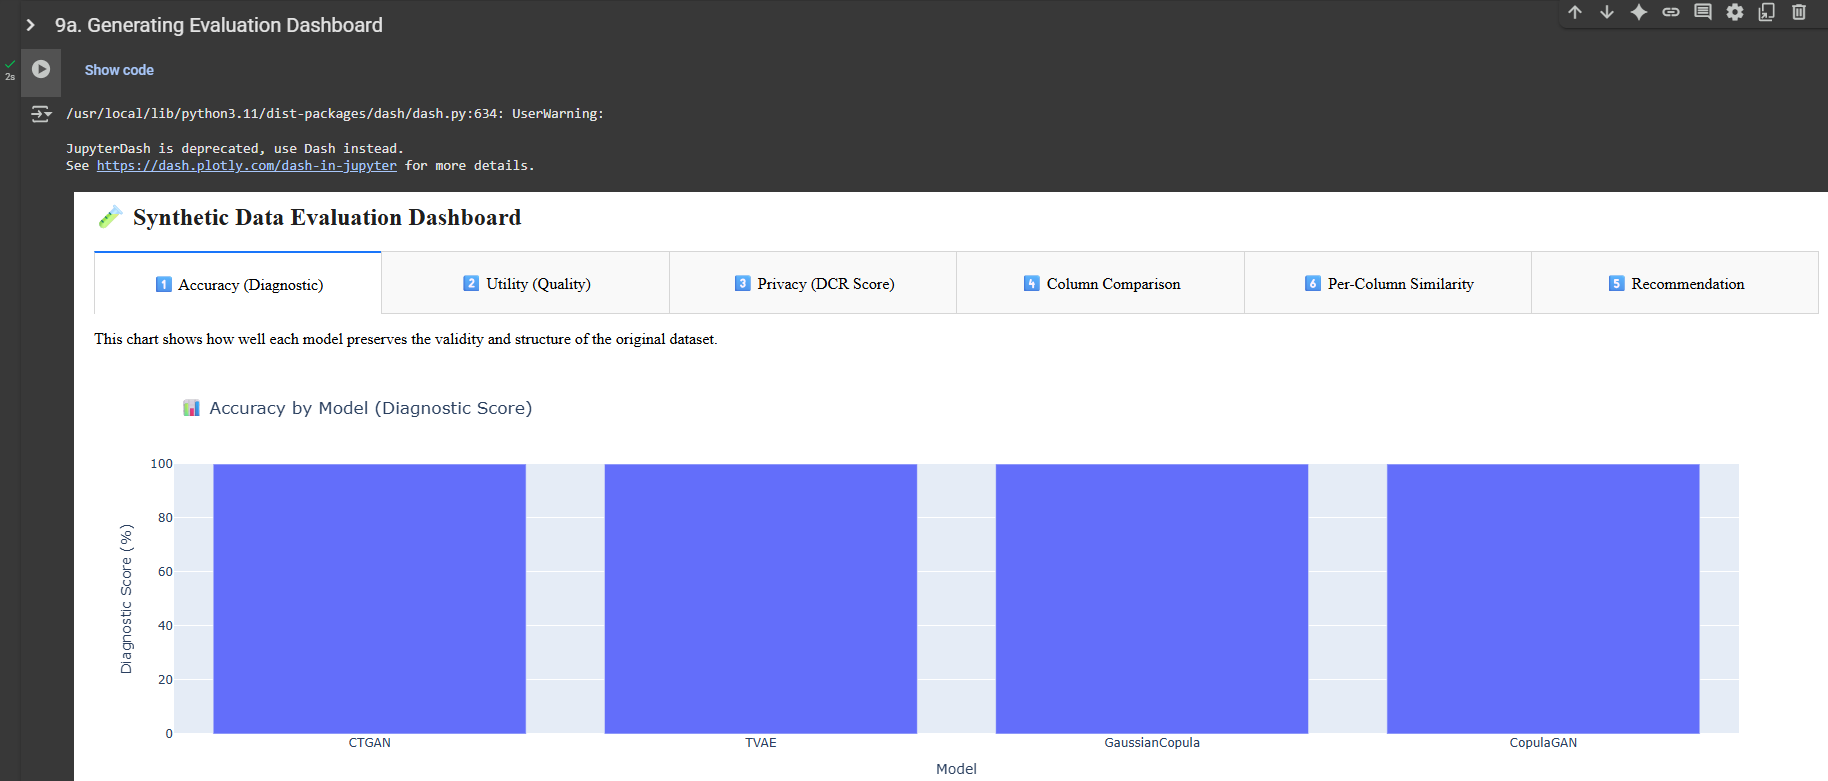 9a. Generating Evaluation Dashboard
2s
Show code
/usr/local/lib/python3.11/dist-packages/dash/dash.py:634: UserWarning:
JupyterDash is deprecated, use Dash instead.
See https://dash.plotly.com/dash-in-jupyter for more details.
🧪 Synthetic Data Evaluation Dashboard
1️⃣ Accuracy (Diagnostic)
2️⃣ Utility (Quality)
3️⃣ Privacy (DCR Score)
4️⃣ Column Comparison
6️⃣ Per-Column Similarity
5️⃣ Recommendation
This chart shows how well each model preserves the validity and structure of the original dataset.
📊 Accuracy by Model (Diagnostic Score)
Diagnostic Score (%)
100
80
60
40
20
0
CTGAN
TVAE
GaussianCopula
CopulaGAN
Model